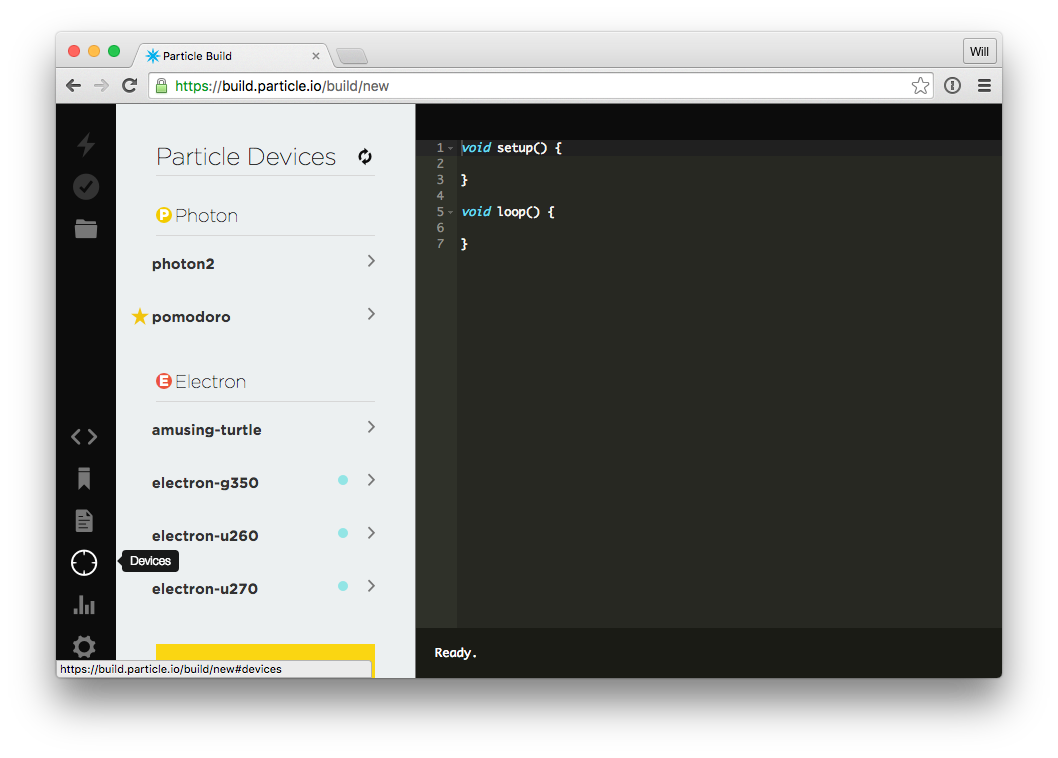 Particle Build
Will
https://build.particle.io/build/new
Particle Devices
P Photon
photon2
pomodoro
E Electron
amusing-turtle
electron-g350
electron-u260
Devices
electron-u270
https://build.particle.io/build/new#devices
1 void setup() {
2
3 }
4
5 void loop() {
6
7 }
Ready.